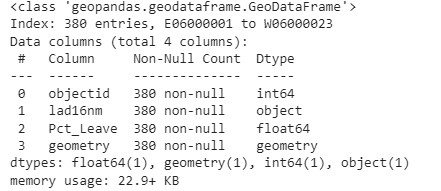 <class 'geopandas.geodataframe.GeoDataFrame'>
Index: 380 entries, E06000001 to W06000023
Data columns (total 4 columns):
 #   Column     Non-Null Count  Dtype
---  ------     --------------  -----
 0   objectid   380 non-null    int64
 1   lad16nm    380 non-null    object
 2   Pct_Leave  380 non-null    float64
 3   geometry   380 non-null    geometry
dtypes: float64(1), geometry(1), int64(1), object(1)
memory usage: 22.9+ KB